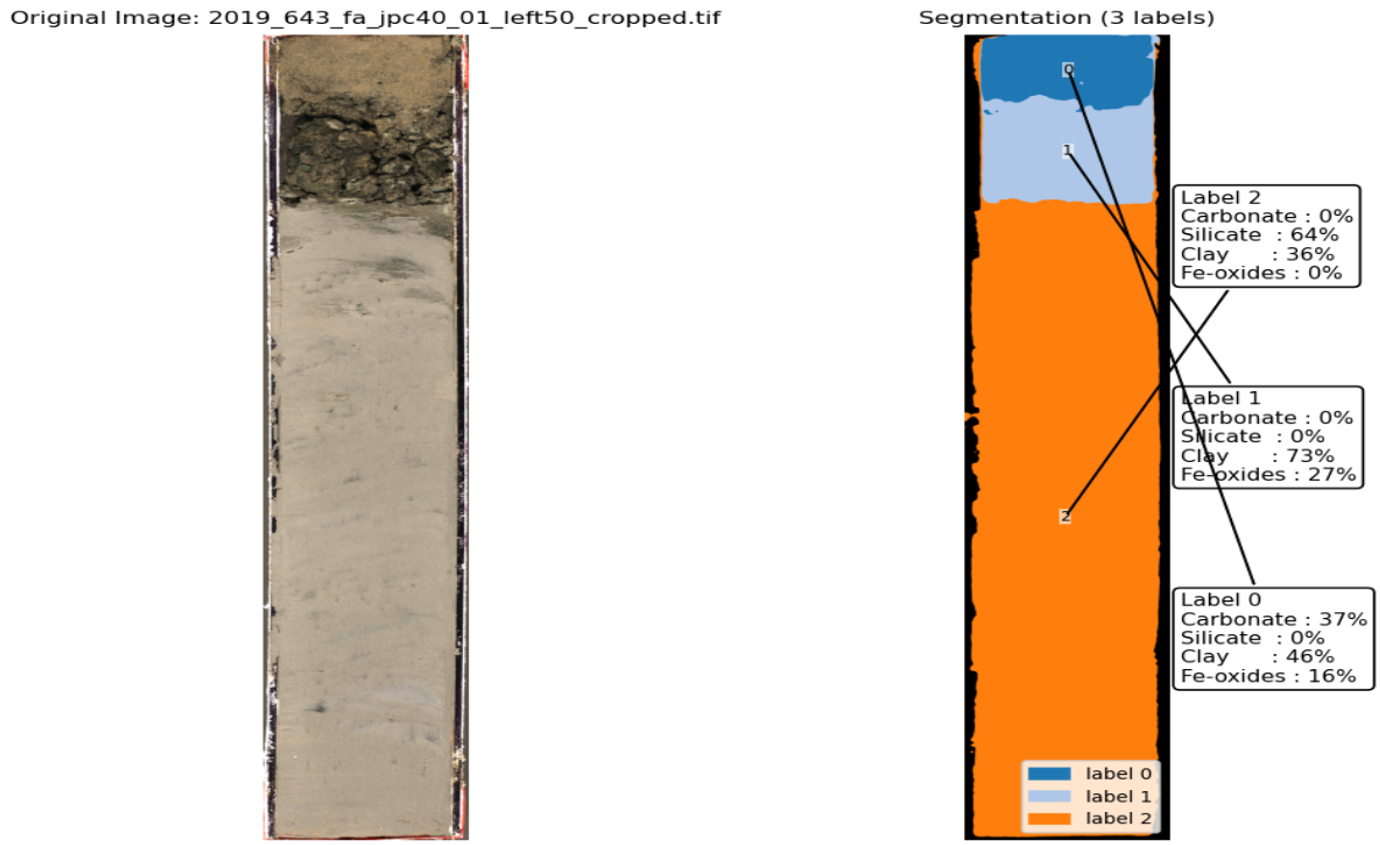 Original Image: 2019_643_fa_jpc40_01_left50_cropped.tif
Segmentation (3 labels)
0
1
2
Label 2
Carbonate : 0%
Silicate : 64%
Clay : 36%
Fe-oxides : 0%
Label 1
Carbonate : 0%
Silicate : 0%
Clay : 73%
Fe-oxides : 27%
Label 0
Carbonate : 37%
Silicate : 0%
Clay : 46%
Fe-oxides : 16%
label 0
label 1
label 2